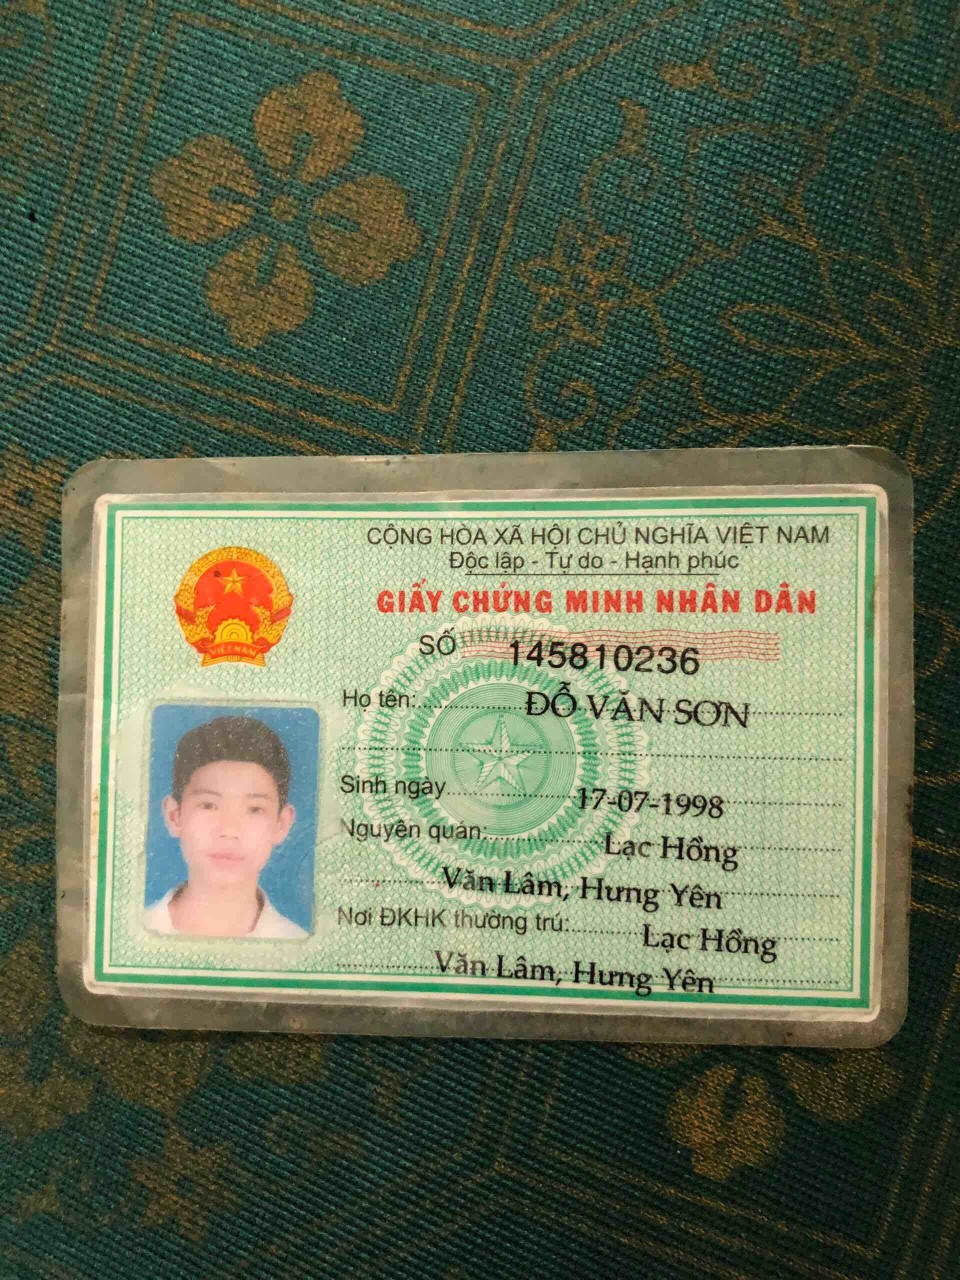 CỘNG HÒA XÃ HỘI CHỦ NGHĨA VIỆT NAM
Độc lập - Tự do - Hạnh phúc
GIẤY CHỨNG MINH NHÂN DÂN
VIỆT NAM
SỐ 145810236
Họ tên: ĐỖ VĂN SƠN
Sinh ngày 17-07-1998
Nguyên quán: Lạc Hồng
Văn Lâm, Hưng Yên
Nơi ĐKHK thường trú: Lạc Hồng
Văn Lâm, Hưng Yên